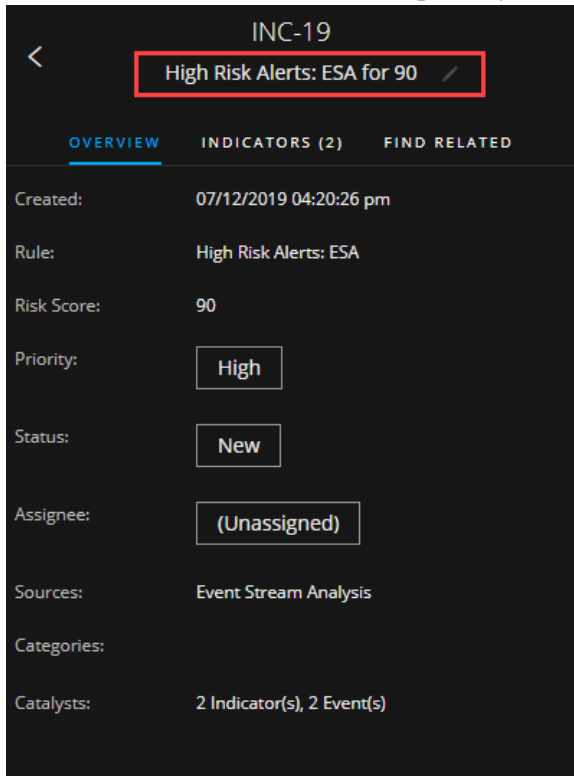 INC-19
High Risk Alerts: ESA for 90
OVERVIEW INDICATORS (2) FIND RELATED
Created: 07/12/2019 04:20:26 pm
Rule: High Risk Alerts: ESA
Risk Score: 90
Priority: High
Status: New
Assignee: (Unassigned)
Sources: Event Stream Analysis
Categories:
Catalysts: 2 Indicator(s), 2 Event(s)